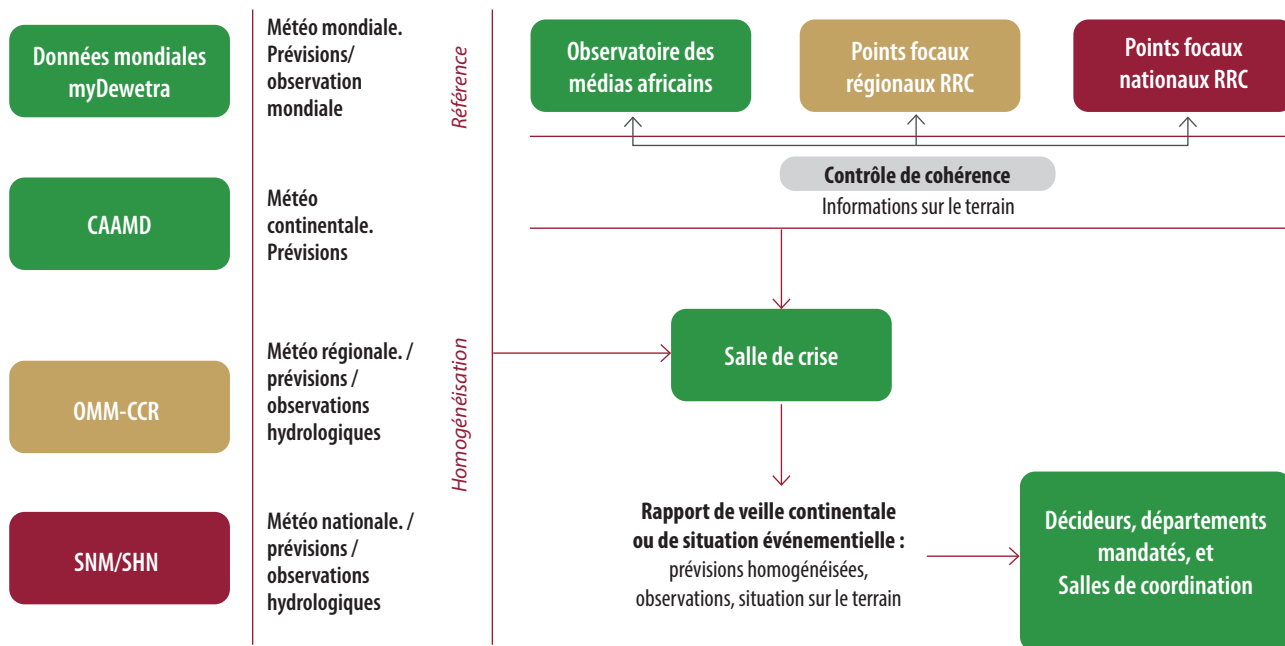 Données mondiales
myDewetra
Météo mondiale.
Prévisions/
observation
mondiale
CAAMD
Météo
continentale.
Prévisions
OMM-CCR
Météo régionale. /
prévisions /
observations
hydrologiques
SNM/SHN
Météo nationale. /
prévisions /
observations
hydrologiques
Référence
Homogénéisation
Observatoire des
médias africains
Points focaux
régionaux RRC
Points focaux
nationaux RRC
Contrôle de cohérence
Informations sur le terrain
Salle de crise
Rapport de veille continentale
ou de situation événementielle :
prévisions homogénéisées,
observations, situation sur le terrain
Décideurs, départements
mandatés, et
Salles de coordination